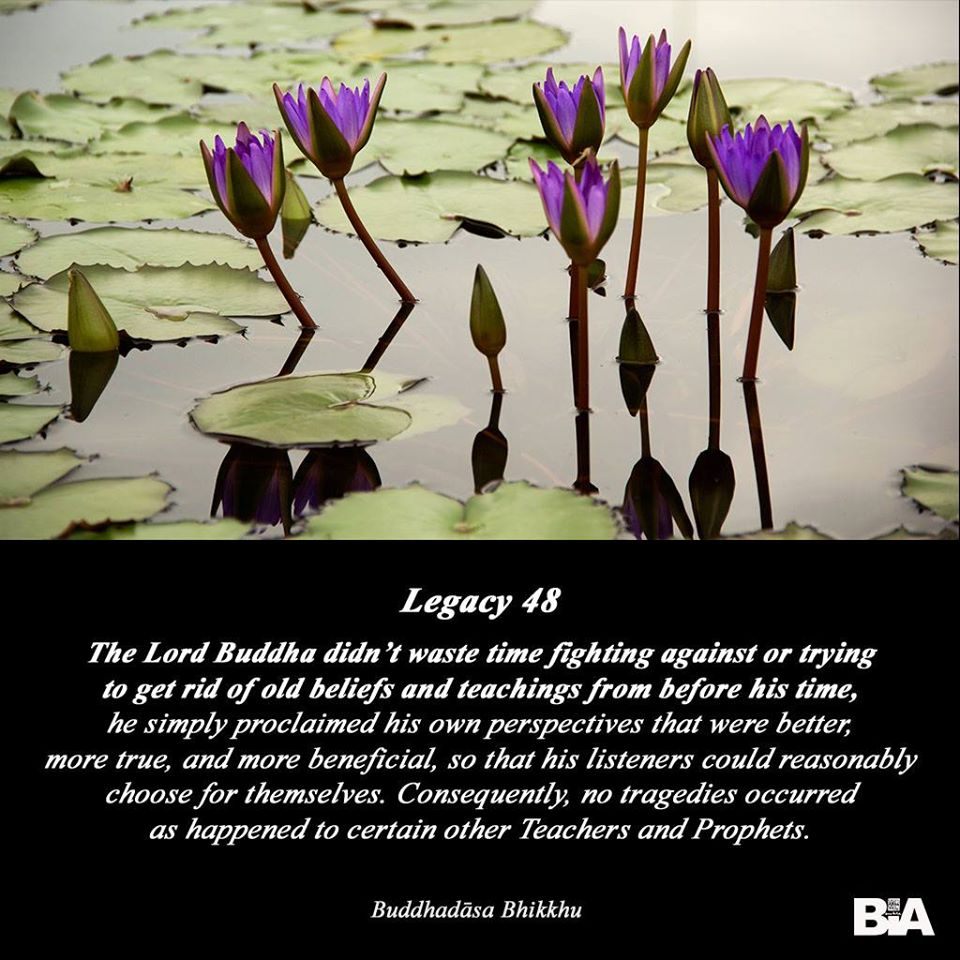 Legacy 48
The Lord Buddha didn’t waste time fighting against or trying
to get rid of old beliefs and teachings from before his time,
he simply proclaimed his own perspectives that were better,
more true, and more beneficial, so that his listeners could reasonably
choose for themselves. Consequently, no tragedies occurred
as happened to certain other Teachers and Prophets.
Buddhadāsa Bhikkhu
BIA